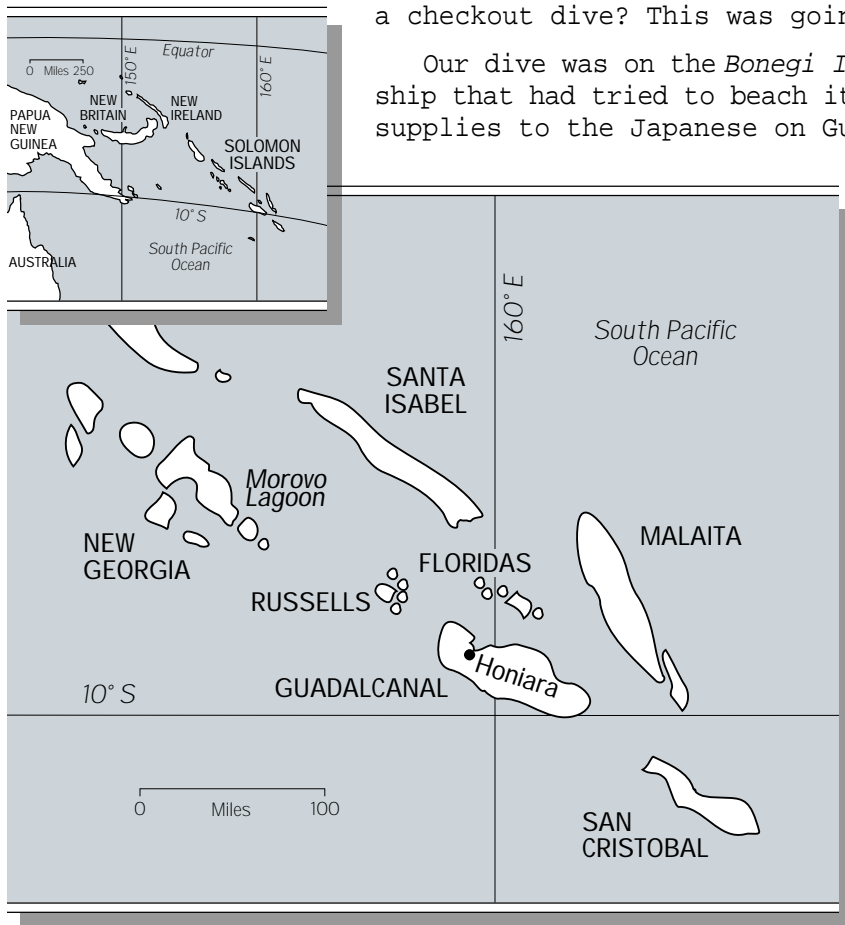 a checkout dive? This was goin
Our dive was on the Bonegi I
ship that had tried to beach it
supplies to the Japanese on Gu
Equator
0 Miles 250
150° E
160° E
NEW
BRITAIN
NEW
IRELAND
PAPUA
NEW
GUINEA
SOLOMON
ISLANDS
10° S
South Pacific
Ocean
AUSTRALIA
160° E
South Pacific
Ocean
SANTA
ISABEL
Morovo
Lagoon
NEW
GEORGIA
MALAITA
FLORIDAS
RUSSELLS
Honiara
GUADALCANAL
10° S
0 Miles 100
SAN
CRISTOBAL